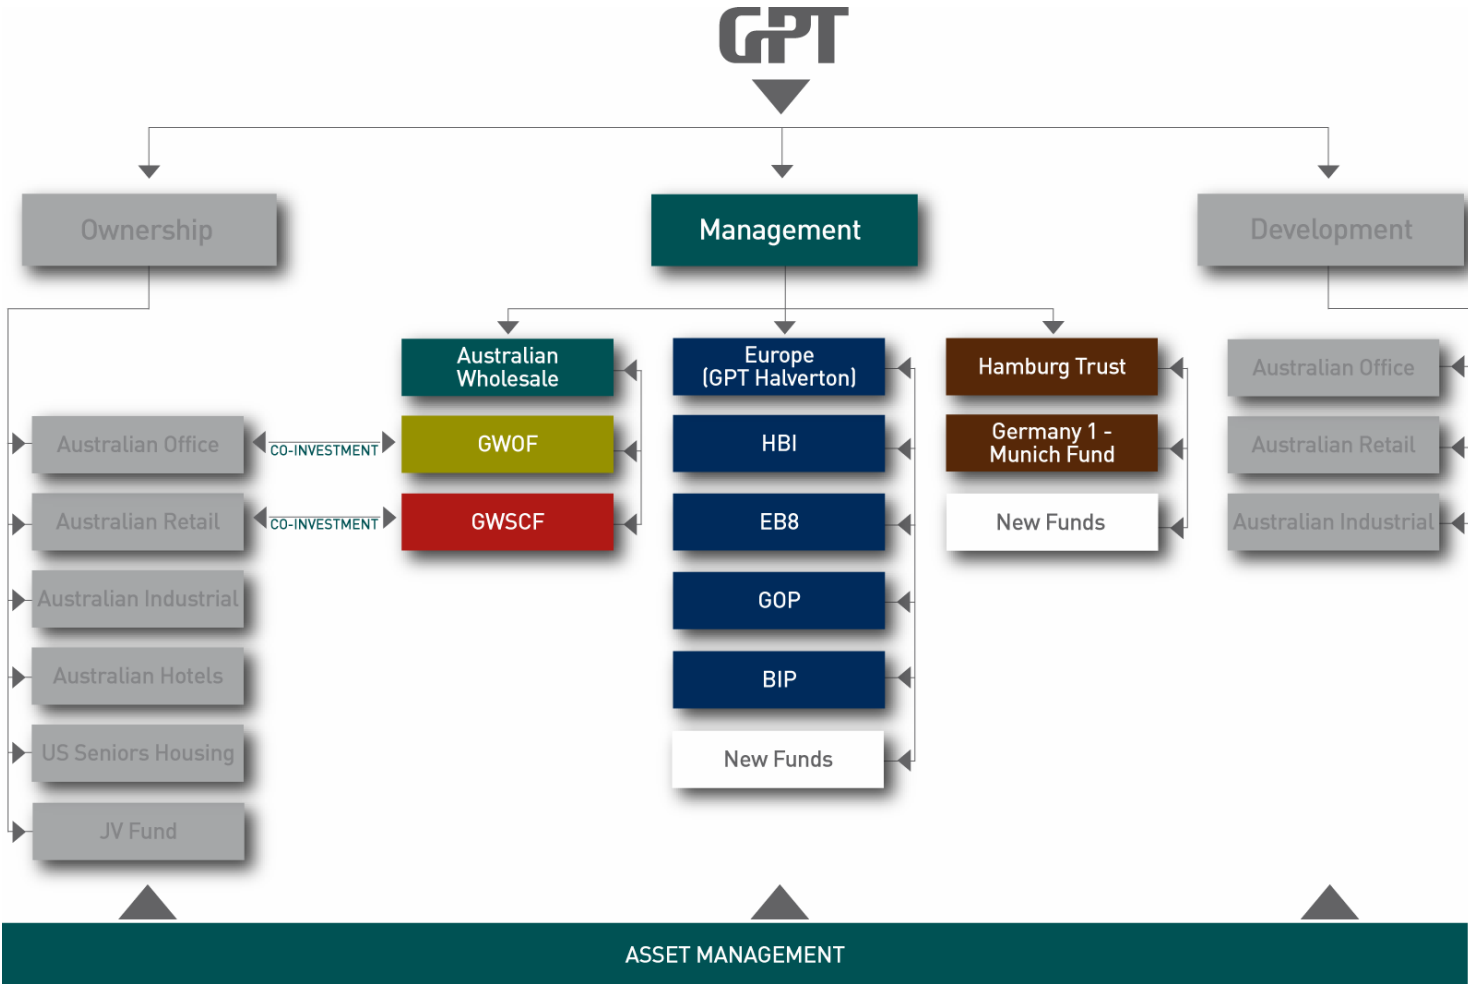 GPT
Ownership
Management
Development
Australian
Wholesale
GWOF
GWSCF
Europe
(GPT Halverton)
HBI
EB8
GOP
BIP
New Funds
Hamburg Trust
Germany 1 -
Munich Fund
New Funds
Australian Office
CO-INVESTMENT
Australian Retail
CO-INVESTMENT
Australian Industrial
Australian Hotels
US Seniors Housing
JV Fund
Australian Office
Australian Retail
Australian Industrial
ASSET MANAGEMENT